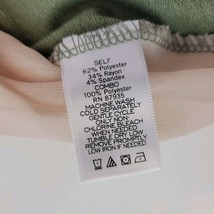 SELF
62% Polyester
34% Rayon
4% Spandex
COMBO
100% Polyester
RN 87935
MACHINE WASH
COLD SEPARATELY
GENTLE CYCLE
ONLY NON-
CHLORINE BLEACH
WHEN NEEDED
TUMBLE DRY LOW
REMOVE PROMPTLY
LOW IRON IF NEEDED